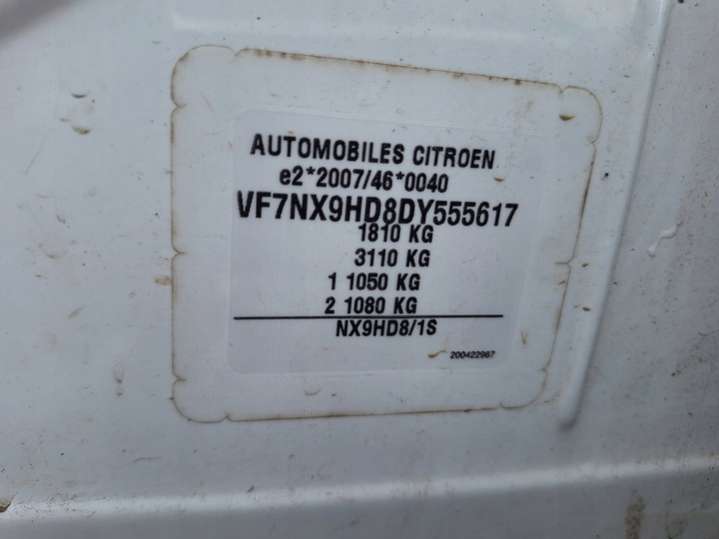 AUTOMOBILES CITROEN
e2*2007/46*0040
VF7NX9HD8DY555617
1810 KG
3110 KG
1 1050 KG
2 1080 KG
NX9HD8/1S
200422967